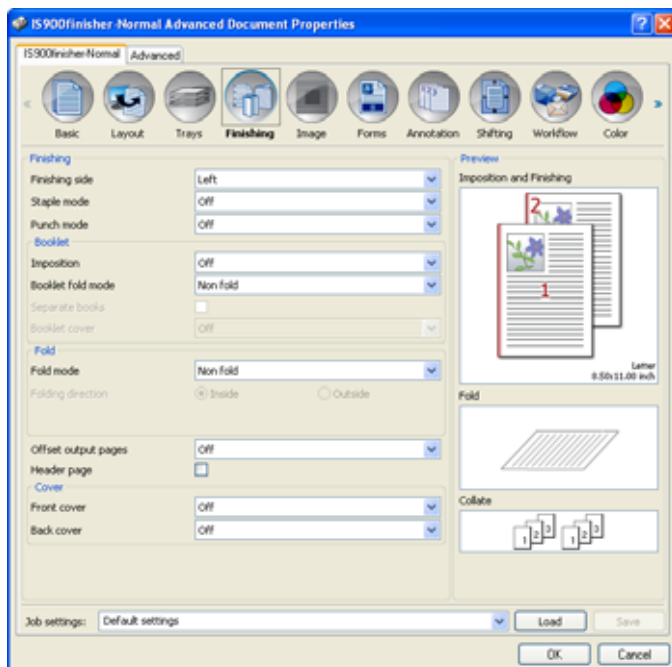 IS900finisher-Normal Advanced Document Properties
IS900finisher-Normal Advanced
Basic Layout Trays Finishing Image Forms Annotation Shifting Workflow Color
Finishing
Finishing side Left
Staple mode Off
Punch mode Off
Booklet
Imposition Off
Booklet fold mode Non fold
Separate books
Booklet cover Off
Fold
Fold mode Non fold
Folding direction Inside Outside
Offset output pages Off
Header page
Cover
Front cover Off
Back cover Off
Preview
Imposition and Finishing
2
1
Letter
8.50x11.00 inch
Fold
Collate
1 2 3 1 2 3
Job settings: Default settings Load Save
OK Cancel